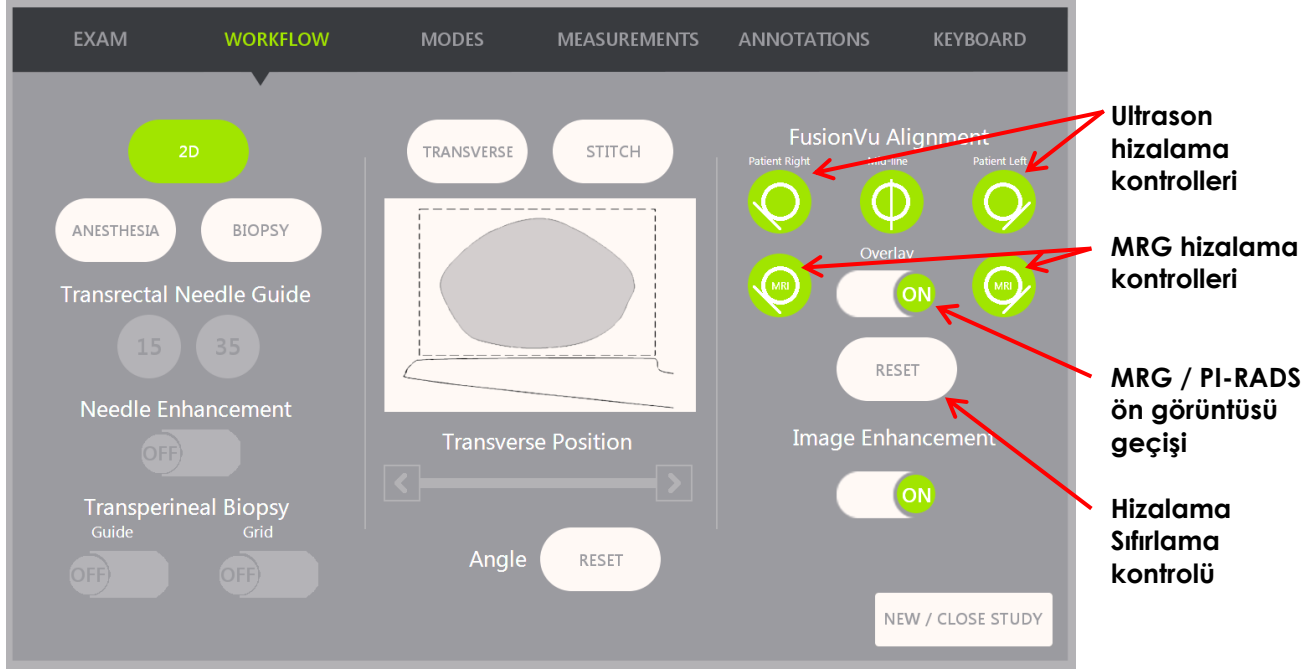 EXAM
WORKFLOW
MODES
MEASUREMENTS
ANNOTATIONS
KEYBOARD
2D
ANESTHESIA
BIOPSY
Transrectal Needle Guide
15
35
Needle Enhancement
OFF
Transperineal Biopsy
Guide
Grid
OFF
OFF
TRANSVERSE
STITCH
Transverse Position
Angle
RESET
FusionVu Alignment
Patient Right
Mid-line
Patient Left
Overlay
MRI
ON
MRI
RESET
Image Enhancement
ON
NEW / CLOSE STUDY
Ultrason
hizalama
kontrolleri
MRG hizalama
kontrolleri
MRG / PI-RADS
ön görüntüsü
geçişi
Hizalama
Sıfırlama
kontrolü